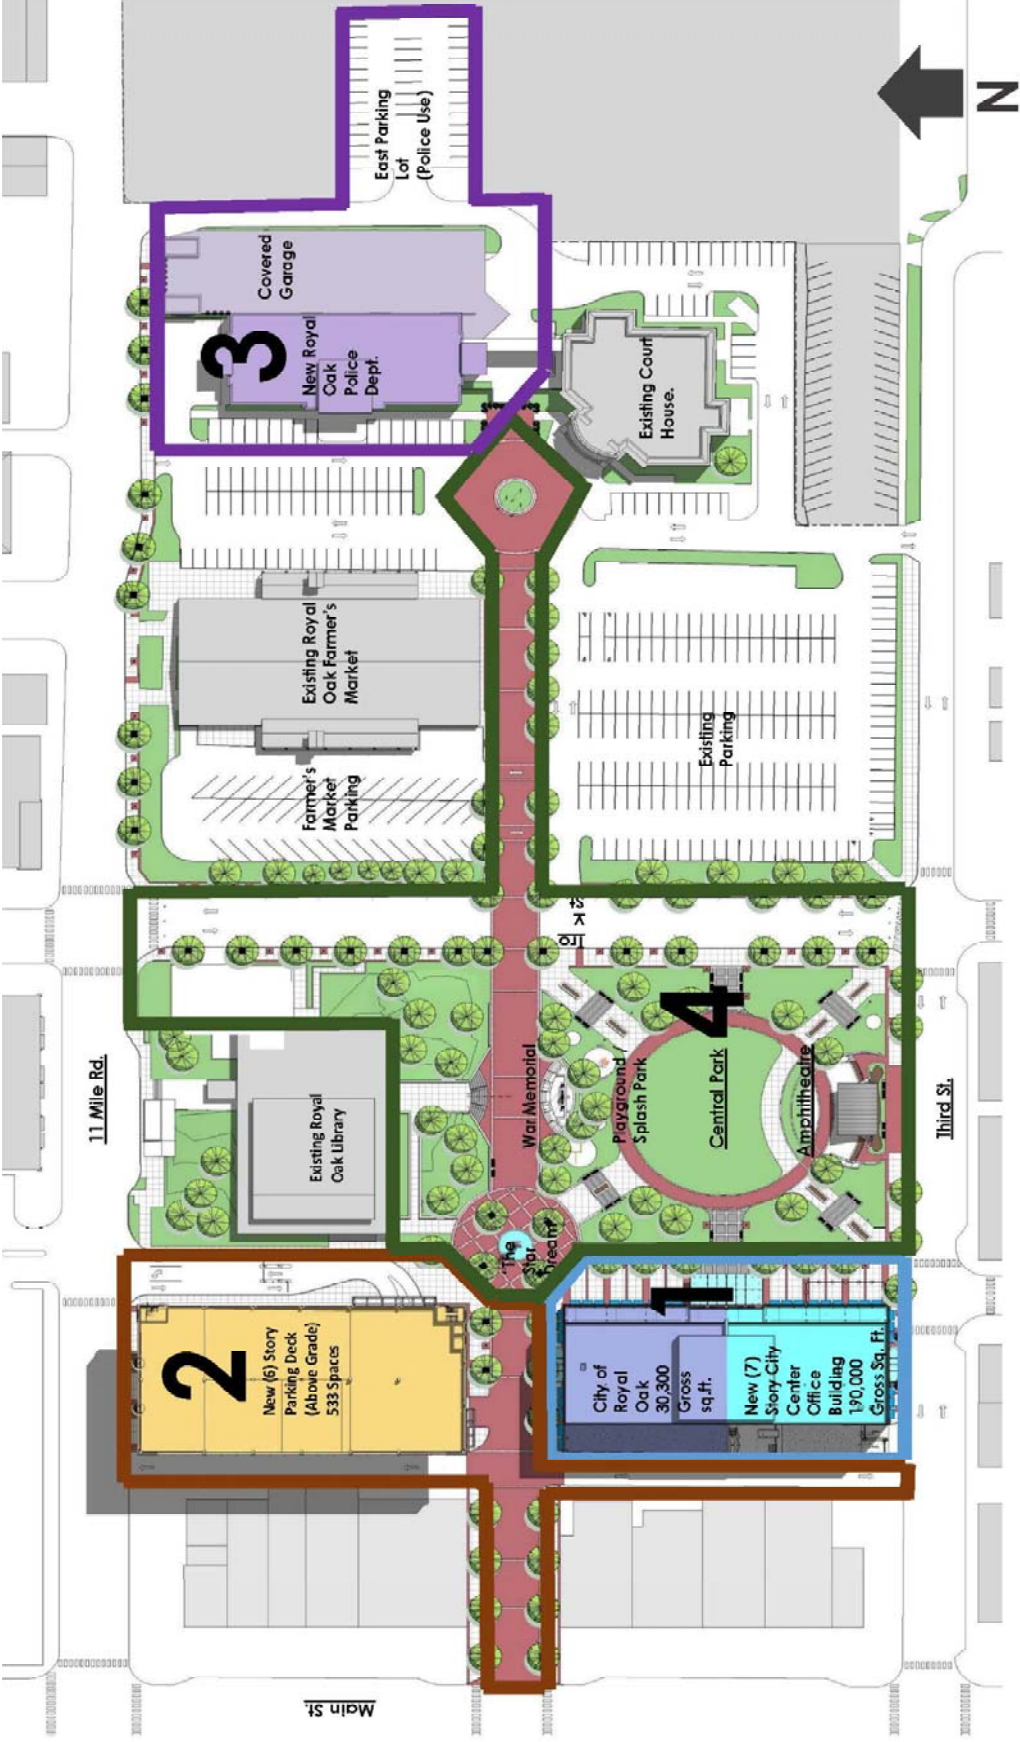 N
East Parking
Lot
(Police Use)
Covered
Garage
3
New Royal
Oak
Police
Dept.
Existing Court
House.
Existing Royal
Oak Farmer's
Market
Farmer's
Market
Parking
Existing
Parking
11 Mile Rd.
Existing Royal
Oak Library
War Memorial
Playground/
Splash Park
4
Central Park
Amphitheatre
Third St.
"The
Star
Dream"
2
New (6) Story
Parking Deck
(Above Grade)
533 Spaces
1
City of
Royal
Oak
30,300
Gross
sq.ft.
New (7)
Story City
Center
Office
Building
190,000
Gross Sq. Ft.
Main St.